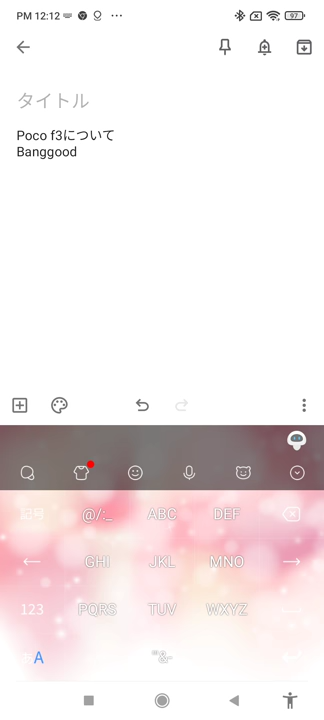 PM 12:12
97
タイトル
Poco f3について
Banggood
記号 @/:_ ABC DEF
GHI JKL MNO
123 PQRS TUV WXYZ
A